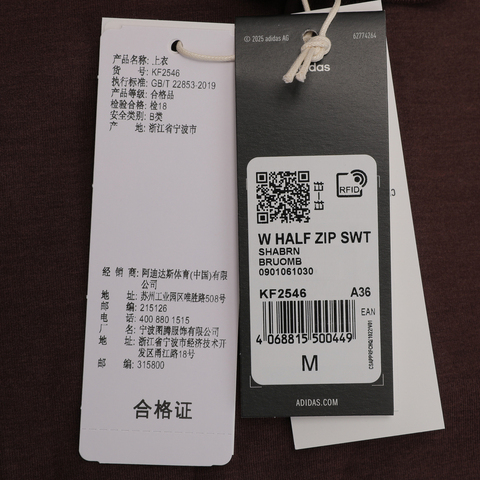 产品名称: 上衣
货 号: KF2546
执行标准: GB/T 22853-2019
产品等级: 合格品
检验合格: 检18
安全类别: B类
产 地: 浙江省宁波市
经 销 商: 阿迪达斯体育(中国)有限
公司
地 址: 苏州工业园区唯胜路508号
邮 编: 215126
电 话: 400 880 1515
厂 名: 宁波图腾服饰有限公司
地 址: 浙江省宁波市经济技术开
发区甬江路18号
邮 编: 315800
合格证
© 2025 adidas AG
62774264
adidas
RFID
W HALF ZIP SWT
SHABRN
BRUOMB
0901061030
KF2546 A36
EAN
4 068815 500449
M
ADIDAS.COM